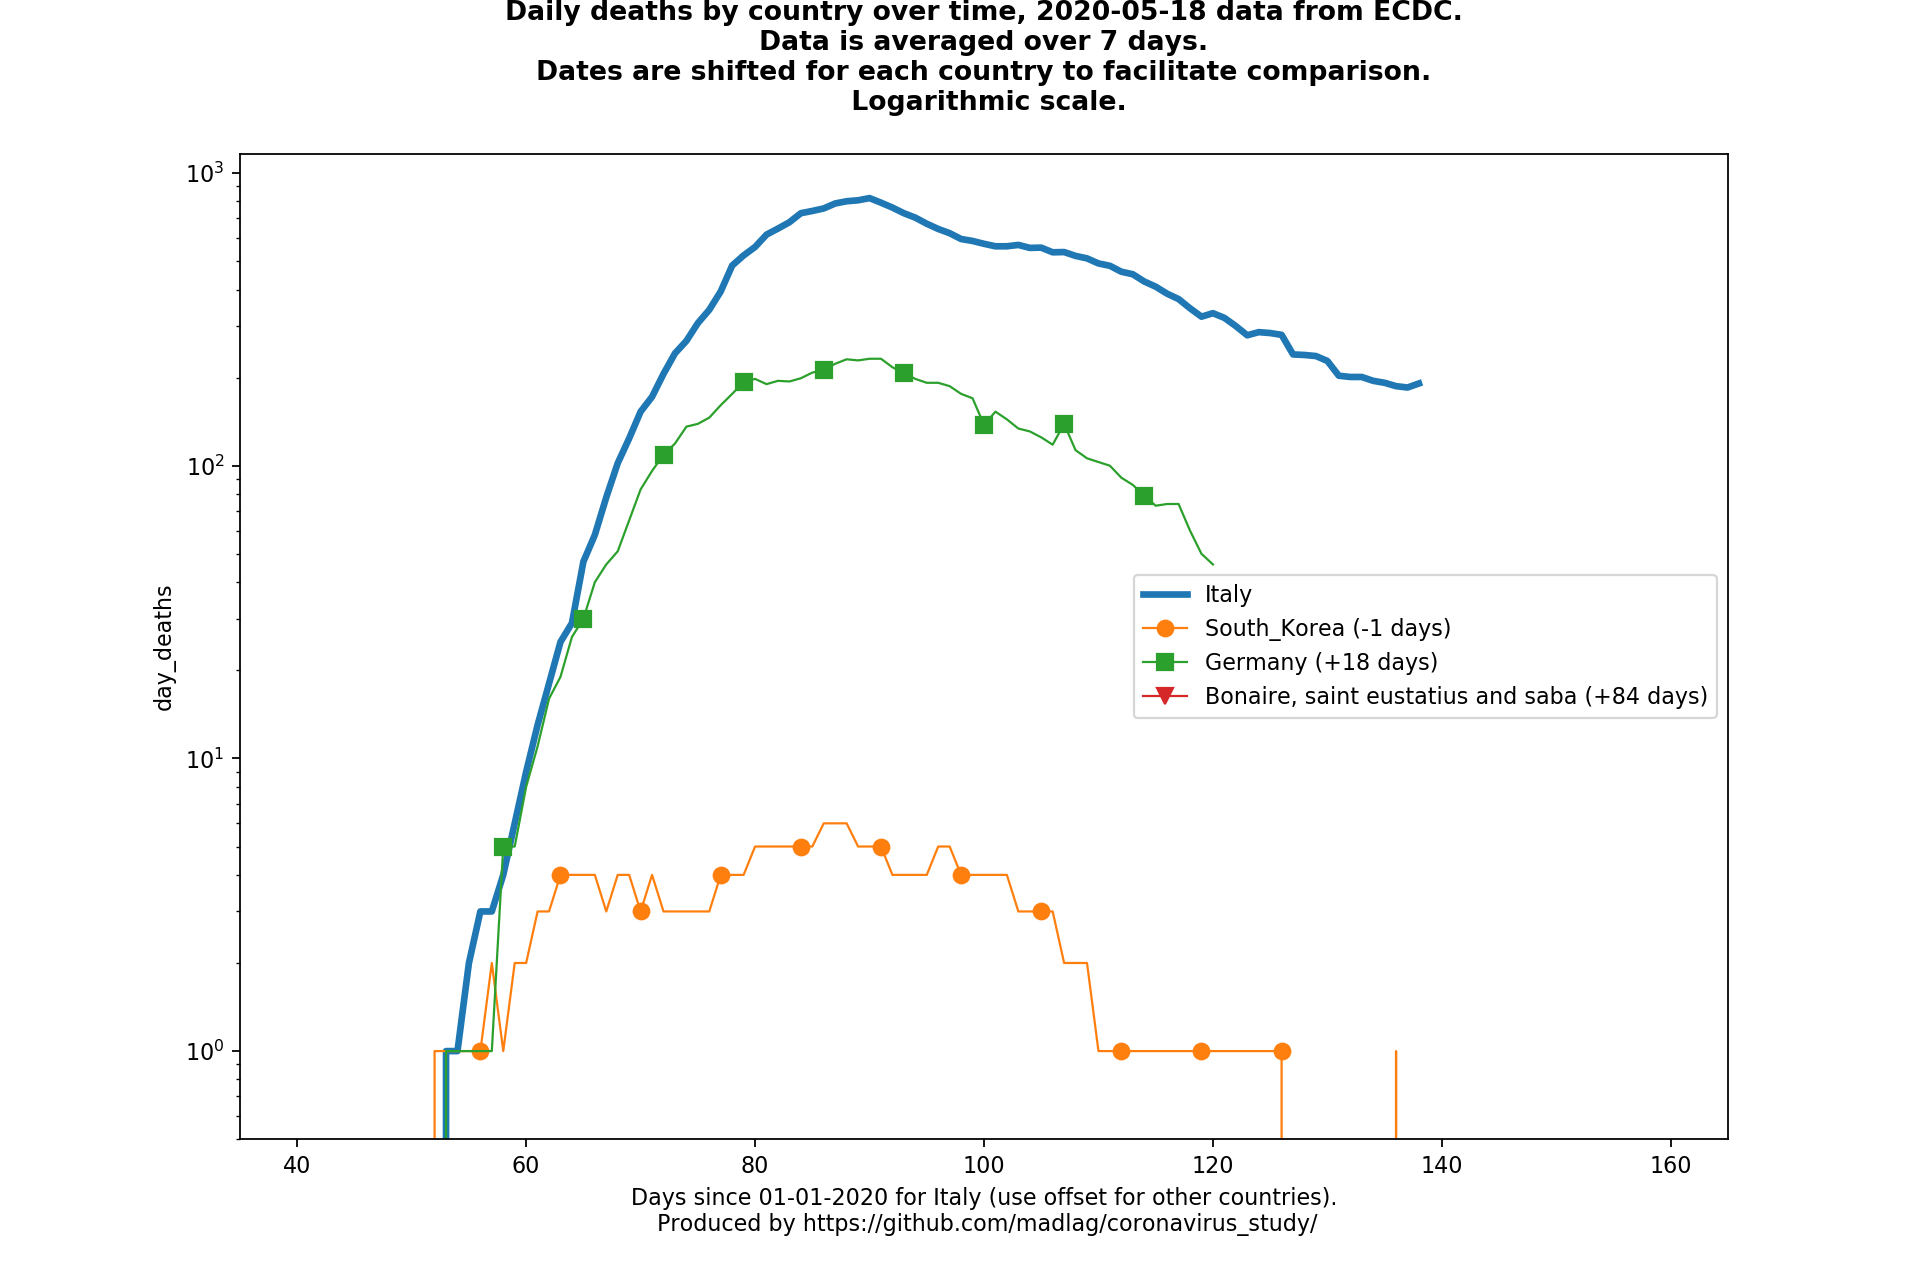 Daily deaths by country over time, 2020-05-18 data from ECDC.
Data is averaged over 7 days.
Dates are shifted for each country to facilitate comparison.
Logarithmic scale.
10³
10²
10¹
10⁰
day_deaths
Italy
South_Korea (-1 days)
Germany (+18 days)
Bonaire, saint eustatius and saba (+84 days)
40 60 80 100 120 140 160
Days since 01-01-2020 for Italy (use offset for other countries).
Produced by https://github.com/madlag/coronavirus_study/